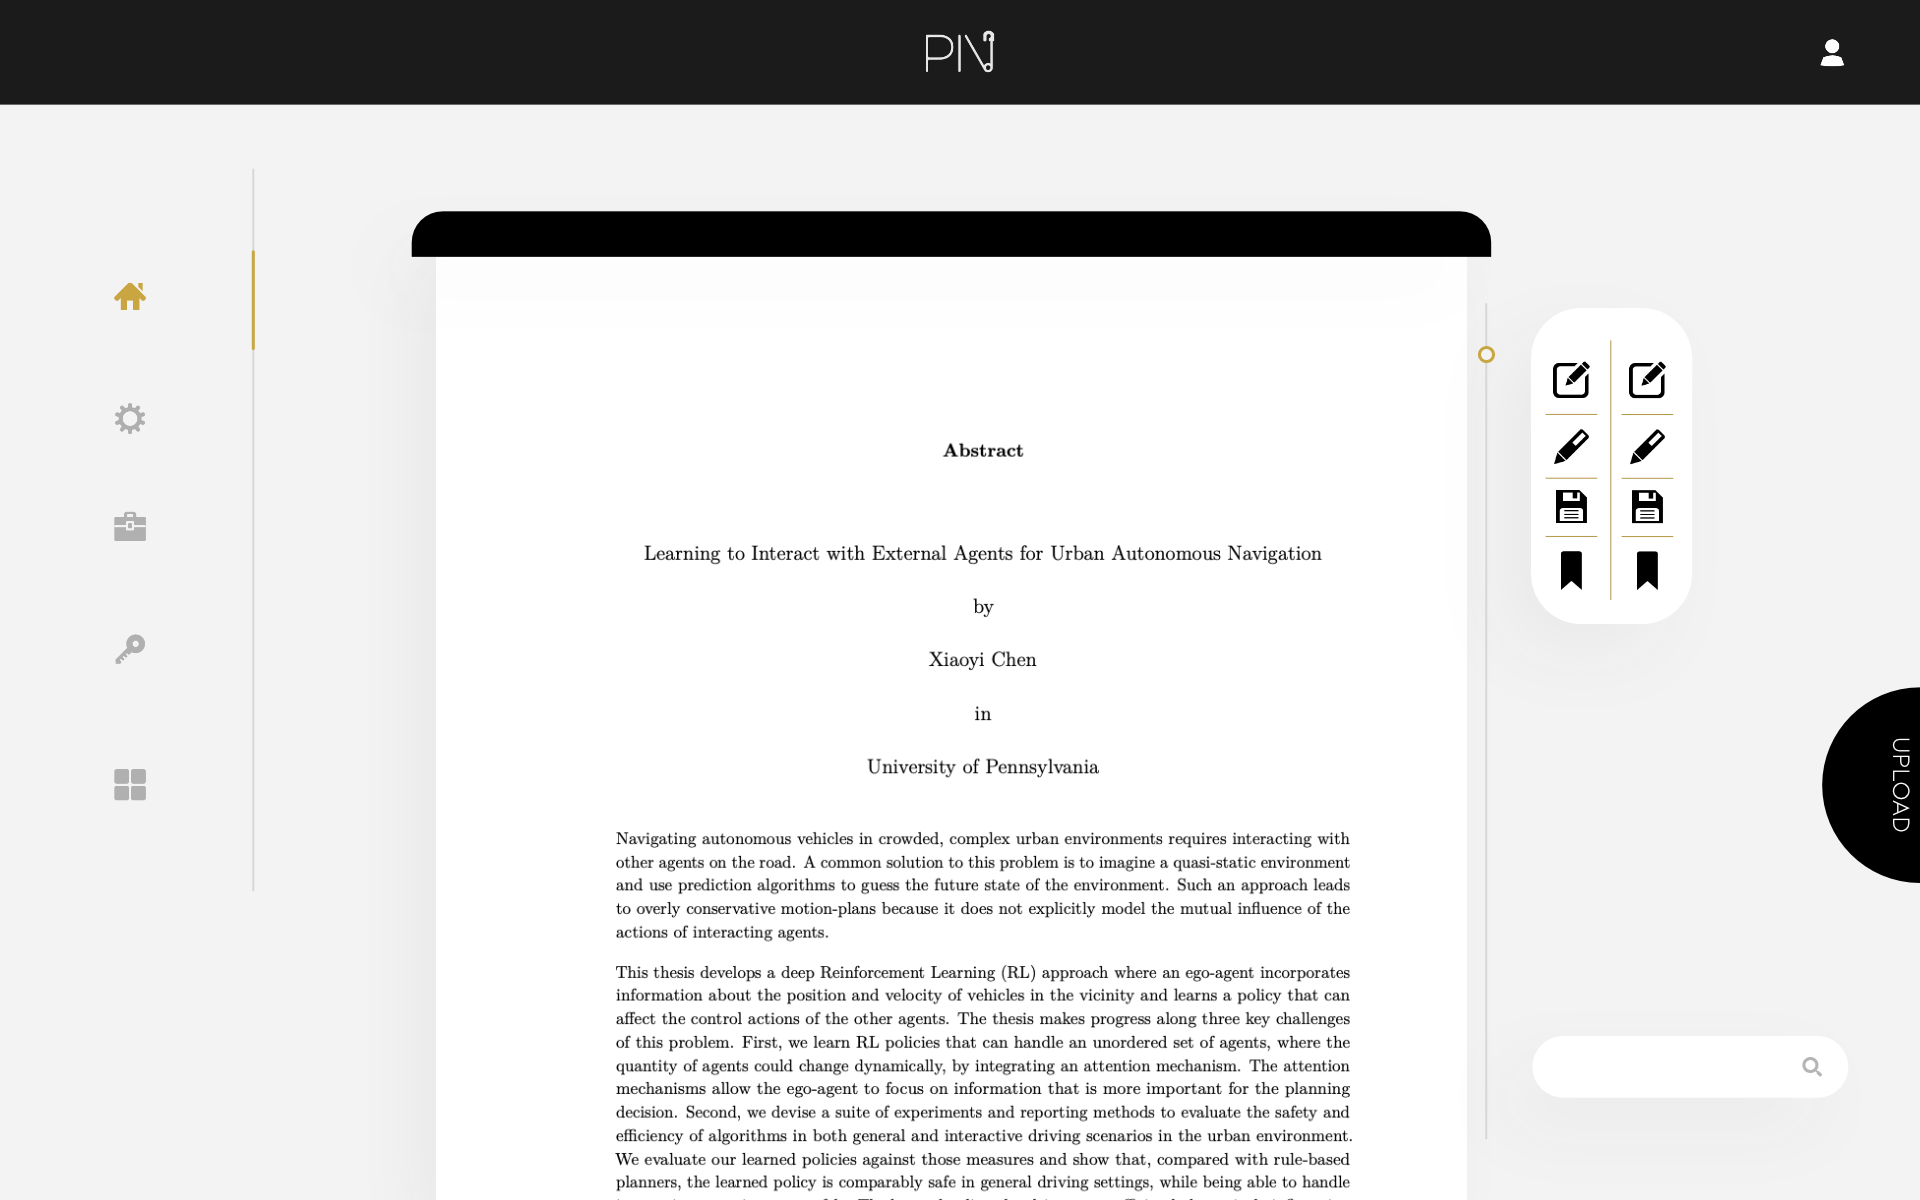 PIN
Abstract
Learning to Interact with External Agents for Urban Autonomous Navigation
by
Xiaoyi Chen
in
University of Pennsylvania
Navigating autonomous vehicles in crowded, complex urban environments requires interacting with
other agents on the road. A common solution to this problem is to imagine a quasi-static environment
and use prediction algorithms to guess the future state of the environment. Such an approach leads
to overly conservative motion-plans because it does not explicitly model the mutual influence of the
actions of interacting agents.
This thesis develops a deep Reinforcement Learning (RL) approach where an ego-agent incorporates
information about the position and velocity of vehicles in the vicinity and learns a policy that can
affect the control actions of the other agents. The thesis makes progress along three key challenges
of this problem. First, we learn RL policies that can handle an unordered set of agents, where the
quantity of agents could change dynamically, by integrating an attention mechanism. The attention
mechanisms allow the ego-agent to focus on information that is more important for the planning
decision. Second, we devise a suite of experiments and reporting methods to evaluate the safety and
efficiency of algorithms in both general and interactive driving scenarios in the urban environment.
We evaluate our learned policies against those measures and show that, compared with rule-based
planners, the learned policy is comparably safe in general driving settings, while being able to handle
UPLOAD